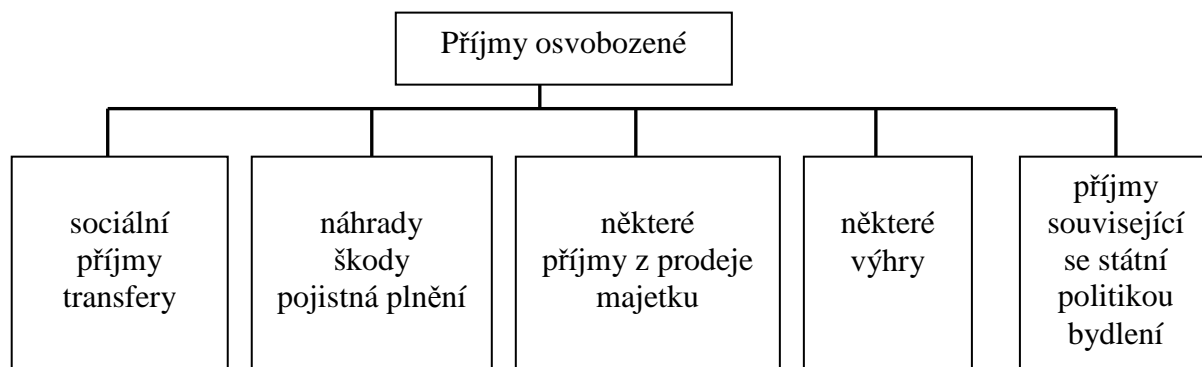 Příjmy osvobozené
sociální
příjmy
transfery
náhrady
škody
pojistná plnění
některé
příjmy z prodeje
majetku
některé
výhry
příjmy
související
se státní
politikou
bydlení